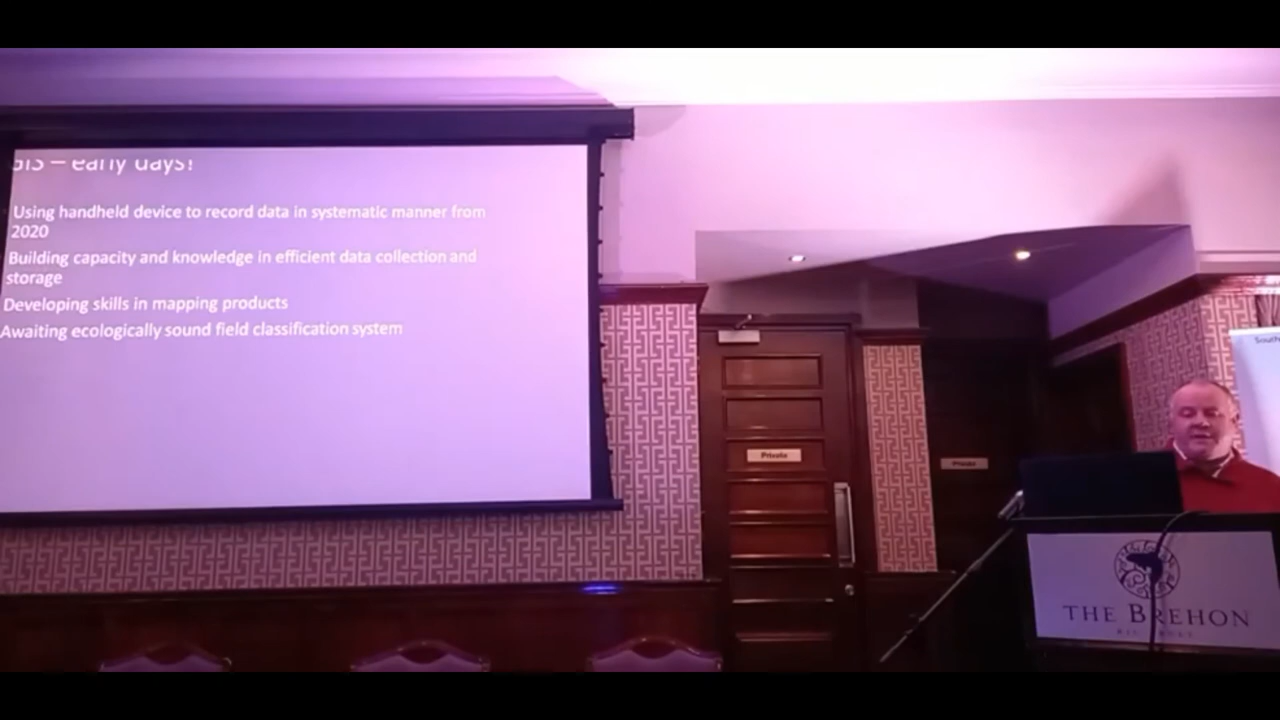 GIS – early days!
Using handheld device to record data in systematic manner from
2020
Building capacity and knowledge in efficient data collection and
storage
Developing skills in mapping products
Awaiting ecologically sound field classification system
Private
Private
South
THE BREHON